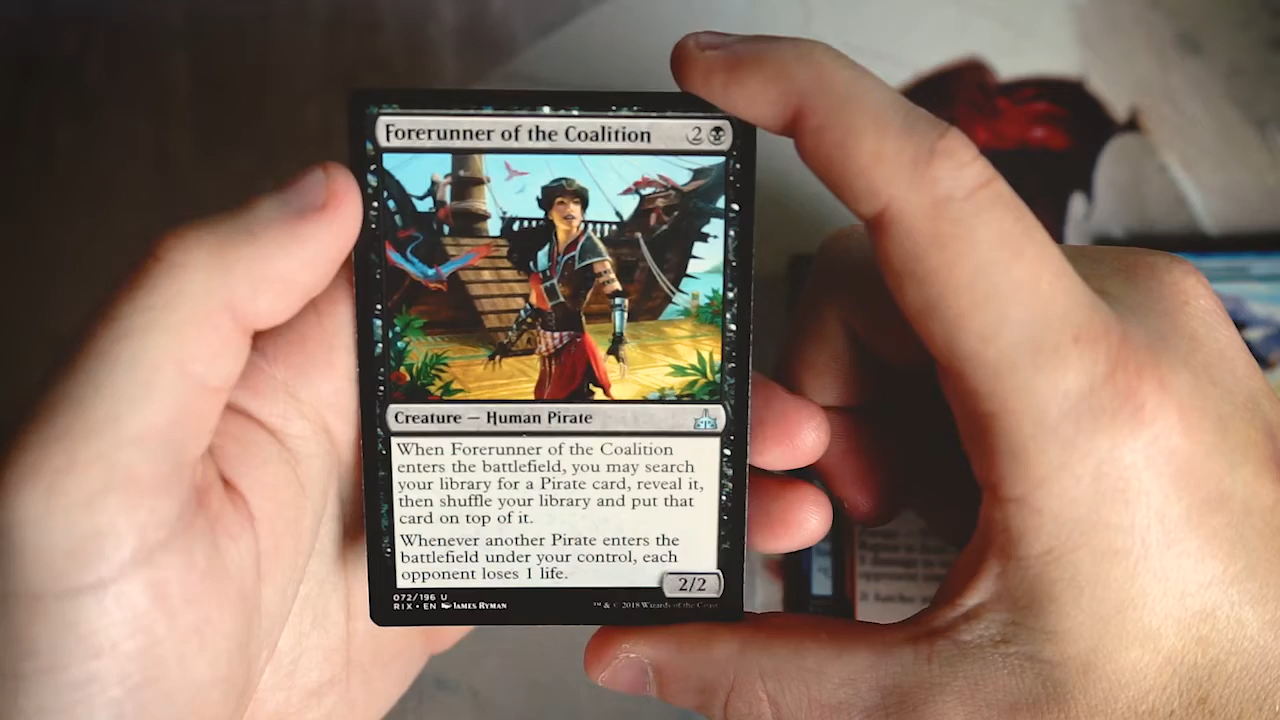 Forerunner of the Coalition 2
Creature — Human Pirate
When Forerunner of the Coalition
enters the battlefield, you may search
your library for a Pirate card, reveal it,
then shuffle your library and put that
card on top of it.
Whenever another Pirate enters the
battlefield under your control, each
opponent loses 1 life.
2/2
072/196 U
RIX • EN JAMES RYMAN
™ & © 2018 Wizards of the Coast